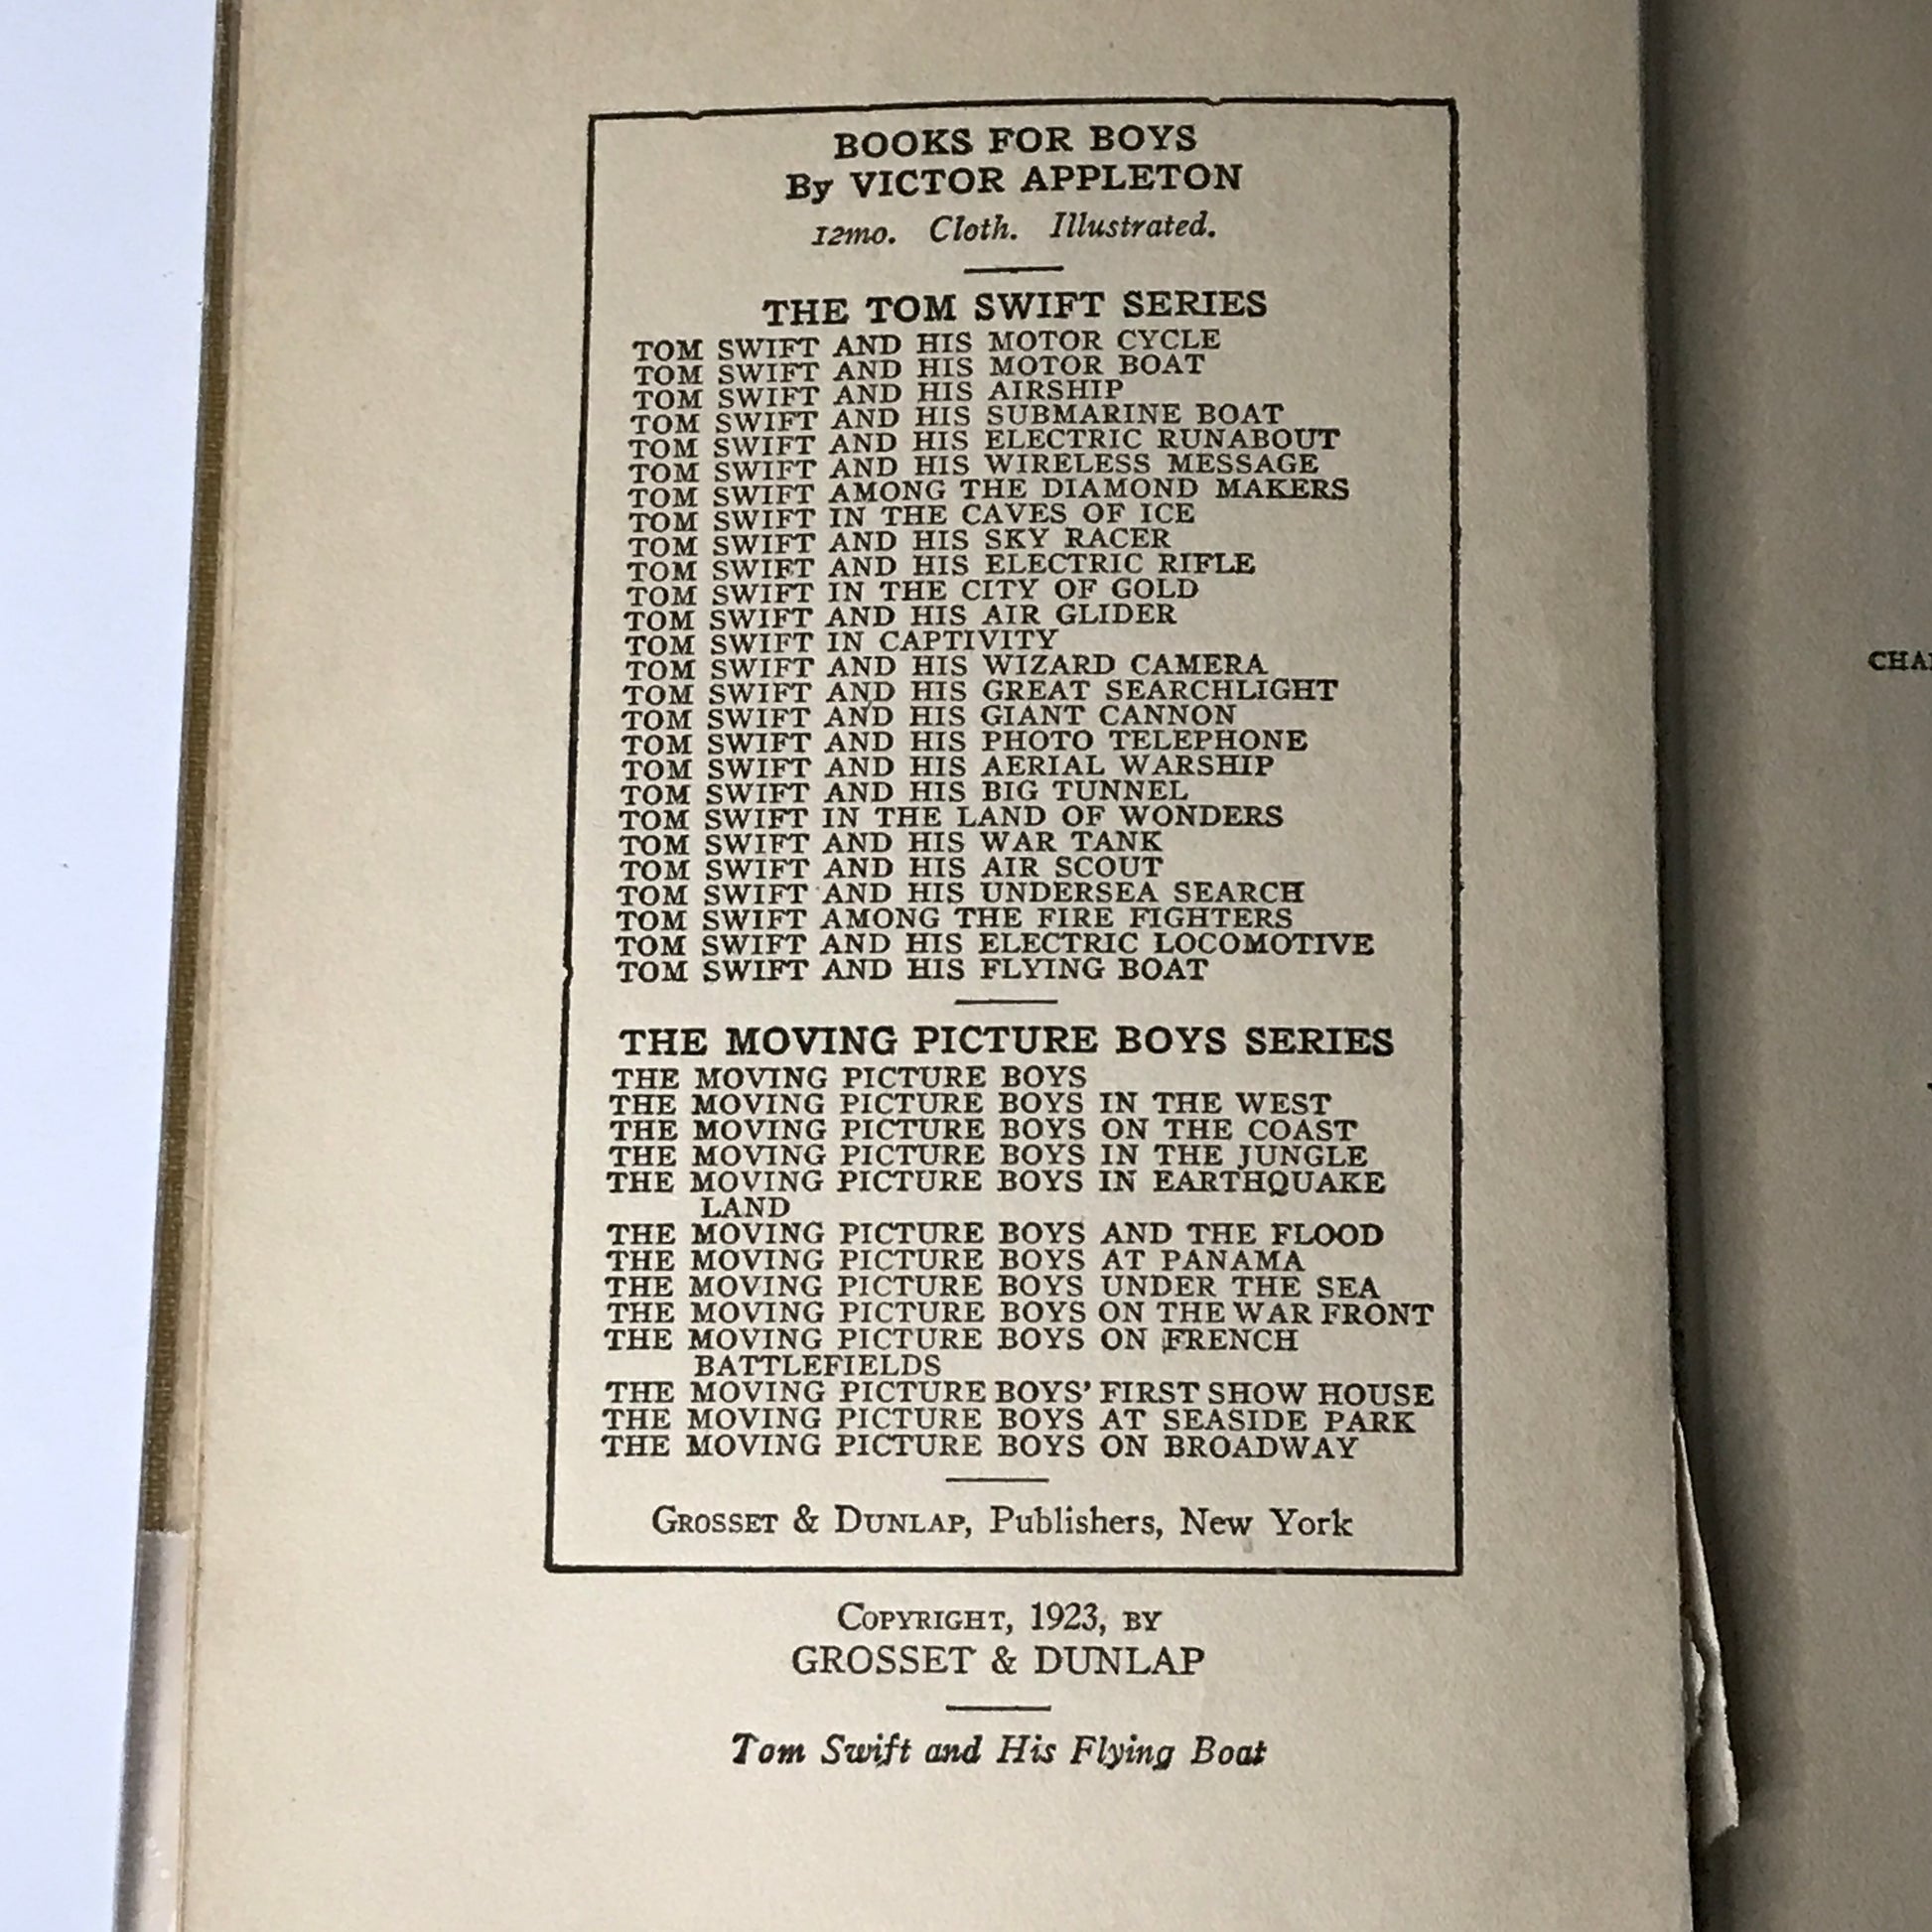 BOOKS FOR BOYS
By VICTOR APPLETON
12mo. Cloth. Illustrated.
THE TOM SWIFT SERIES
TOM SWIFT AND HIS MOTOR CYCLE
TOM SWIFT AND HIS MOTOR BOAT
TOM SWIFT AND HIS AIRSHIP
TOM SWIFT AND HIS SUBMARINE BOAT
TOM SWIFT AND HIS ELECTRIC RUNABOUT
TOM SWIFT AND HIS WIRELESS MESSAGE
TOM SWIFT AMONG THE DIAMOND MAKERS
TOM SWIFT IN THE CAVES OF ICE
TOM SWIFT AND HIS SKY RACER
TOM SWIFT AND HIS ELECTRIC RIFLE
TOM SWIFT IN THE CITY OF GOLD
TOM SWIFT AND HIS AIR GLIDER
TOM SWIFT IN CAPTIVITY
TOM SWIFT AND HIS WIZARD CAMERA
TOM SWIFT AND HIS GREAT SEARCHLIGHT
TOM SWIFT AND HIS GIANT CANNON
TOM SWIFT AND HIS PHOTO TELEPHONE
TOM SWIFT AND HIS AERIAL WARSHIP
TOM SWIFT AND HIS BIG TUNNEL
TOM SWIFT IN THE LAND OF WONDERS
TOM SWIFT AND HIS WAR TANK
TOM SWIFT AND HIS AIR SCOUT
TOM SWIFT AND HIS UNDERSEA SEARCH
TOM SWIFT AMONG THE FIRE FIGHTERS
TOM SWIFT AND HIS ELECTRIC LOCOMOTIVE
TOM SWIFT AND HIS FLYING BOAT
THE MOVING PICTURE BOYS SERIES
THE MOVING PICTURE BOYS
THE MOVING PICTURE BOYS IN THE WEST
THE MOVING PICTURE BOYS ON THE COAST
THE MOVING PICTURE BOYS IN THE JUNGLE
THE MOVING PICTURE BOYS IN EARTHQUAKE
LAND
THE MOVING PICTURE BOYS AND THE FLOOD
THE MOVING PICTURE BOYS AT PANAMA
THE MOVING PICTURE BOYS UNDER THE SEA
THE MOVING PICTURE BOYS ON THE WAR FRONT
THE MOVING PICTURE BOYS ON FRENCH
BATTLEFIELDS
THE MOVING PICTURE BOYS' FIRST SHOW HOUSE
THE MOVING PICTURE BOYS AT SEASIDE PARK
THE MOVING PICTURE BOYS ON BROADWAY
GROSSET & DUNLAP, Publishers, New York
COPYRIGHT, 1923, BY
GROSSET & DUNLAP
Tom Swift and His Flying Boat